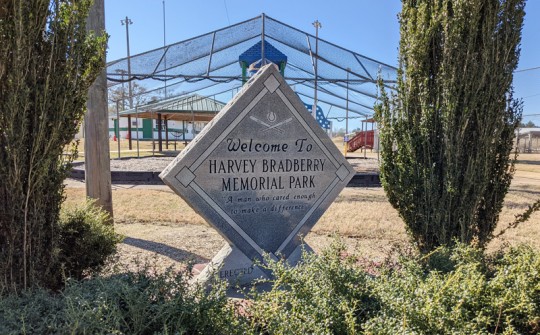 Welcome To
HARVEY BRADBERRY
MEMORIAL PARK
A man who cared enough
to make a difference